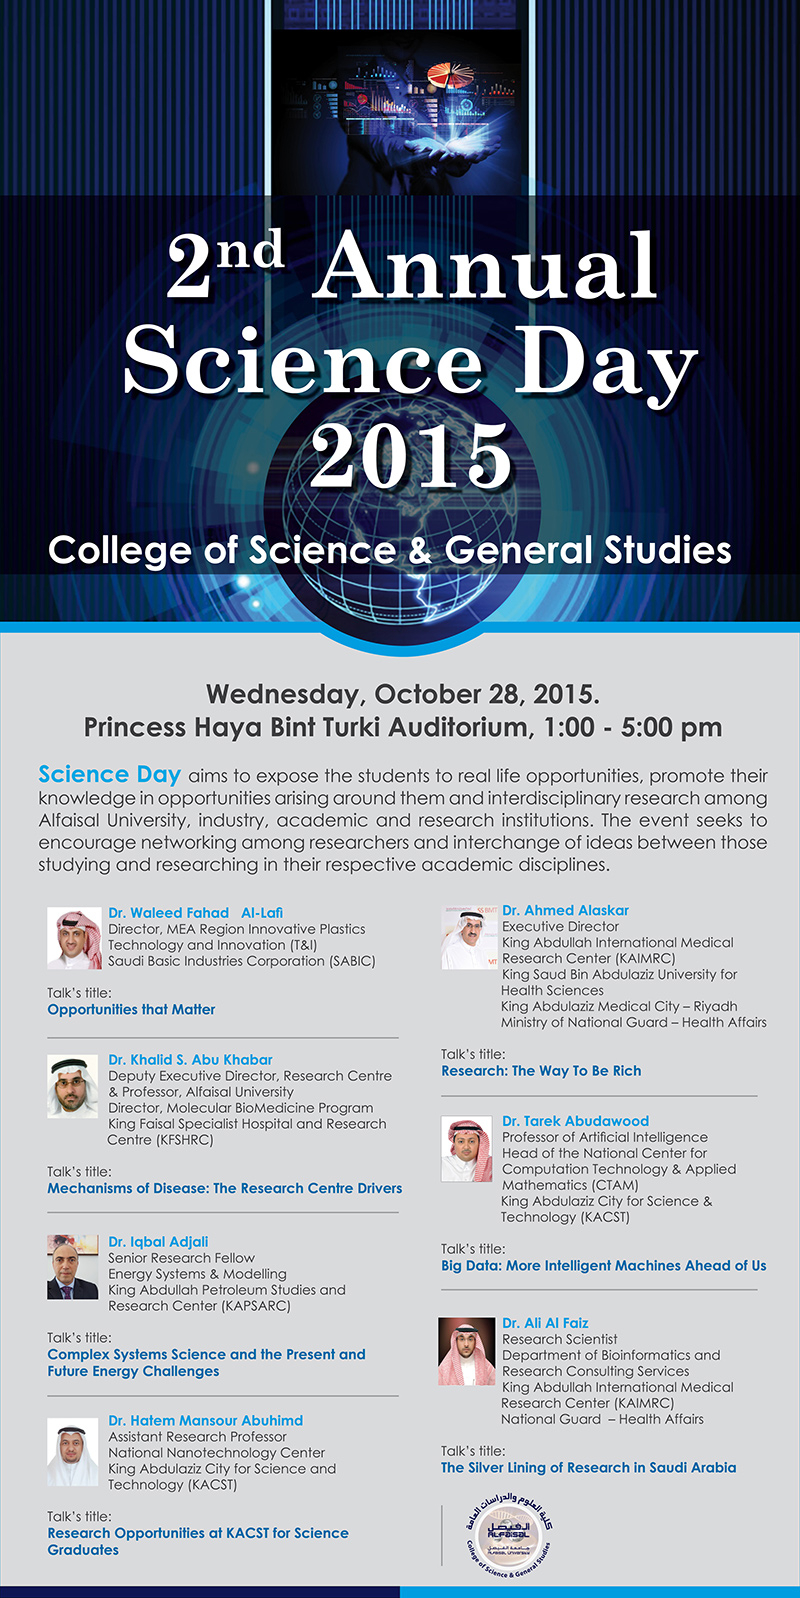 2nd Annual
Science Day
2015
College of Science & General Studies
Wednesday, October 28, 2015.
Princess Haya Bint Turki Auditorium, 1:00 - 5:00 pm
Science Day aims to expose the students to real life opportunities, promote their
knowledge in opportunities arising around them and interdisciplinary research among
Alfaisal University, industry, academic and research institutions. The event seeks to
encourage networking among researchers and interchange of ideas between those
studying and researching in their respective academic disciplines.
Dr. Waleed Fahad Al-Lafi
Director, MEA Region Innovative Plastics
Technology and Innovation (T&I)
Saudi Basic Industries Corporation (SABIC)
Talk's title:
Opportunities that Matter
Dr. Khalid S. Abu Khabar
Deputy Executive Director, Research Centre
& Professor, Alfaisal University
Director, Molecular BioMedicine Program
King Faisal Specialist Hospital and Research
Centre (KFSHRC)
Talk's title:
Mechanisms of Disease: The Research Centre Drivers
Dr. Iqbal Adjali
Senior Research Fellow
Energy Systems & Modelling
King Abdullah Petroleum Studies and
Research Center (KAPSARC)
Talk's title:
Complex Systems Science and the Present and
Future Energy Challenges
Dr. Hatem Mansour Abuhimd
Assistant Research Professor
National Nanotechnology Center
King Abdulaziz City for Science and
Technology (KACST)
Talk's title:
Research Opportunities at KACST for Science
Graduates
Dr. Ahmed Alaskar
Executive Director
King Abdullah International Medical
Research Center (KAIMRC)
King Saud Bin Abdulaziz University for
Health Sciences
King Abdulaziz Medical City – Riyadh
Ministry of National Guard – Health Affairs
Talk's title:
Research: The Way To Be Rich
Dr. Tarek Abudawood
Professor of Artificial Intelligence
Head of the National Center for
Computation Technology & Applied
Mathematics (CTAM)
King Abdulaziz City for Science &
Technology (KACST)
Talk's title:
Big Data: More Intelligent Machines Ahead of Us
Dr. Ali Al Faiz
Research Scientist
Department of Bioinformatics and
Research Consulting Services
King Abdullah International Medical
Research Center (KAIMRC)
National Guard – Health Affairs
Talk's title:
The Silver Lining of Research in Saudi Arabia
كلية العلوم والدراسات العامة
الفيصل
ALFAISAL
جامعة الفيصل
ALFAISAL UNIVERSITY
College of Science & General Studies